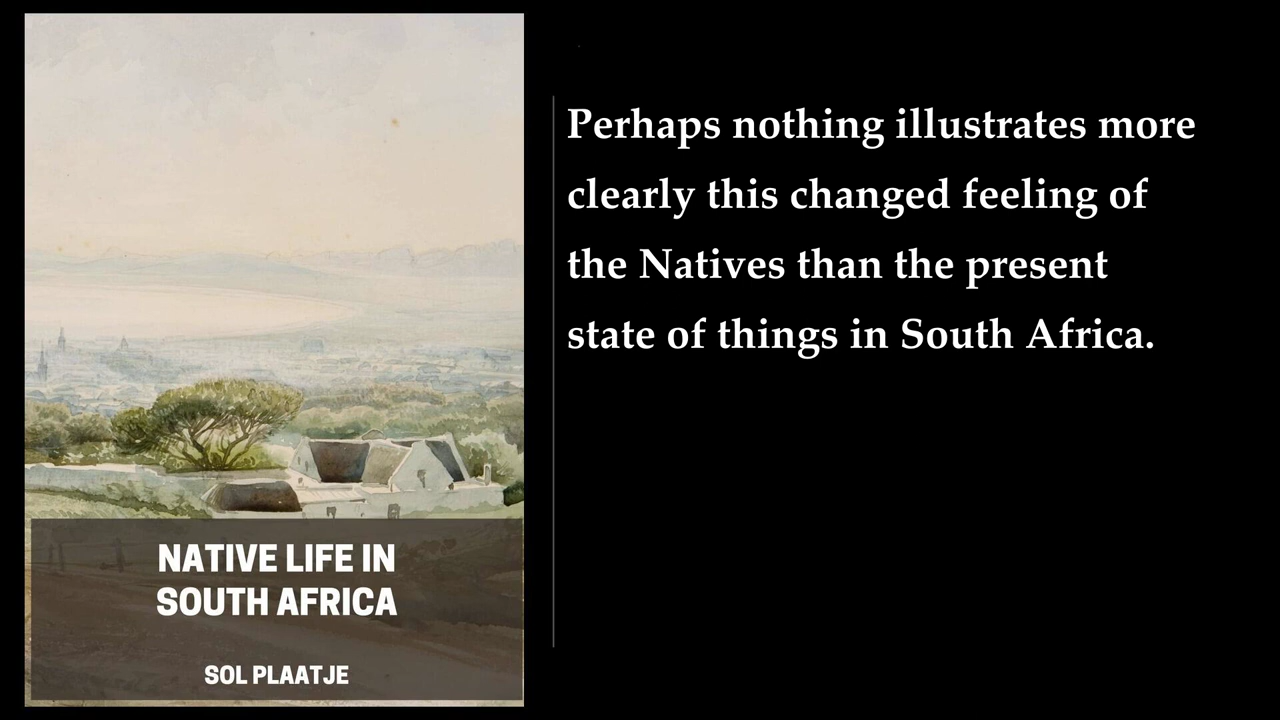 NATIVE LIFE IN
SOUTH AFRICA
SOL PLAATJE
Perhaps nothing illustrates more
clearly this changed feeling of
the Natives than the present
state of things in South Africa.